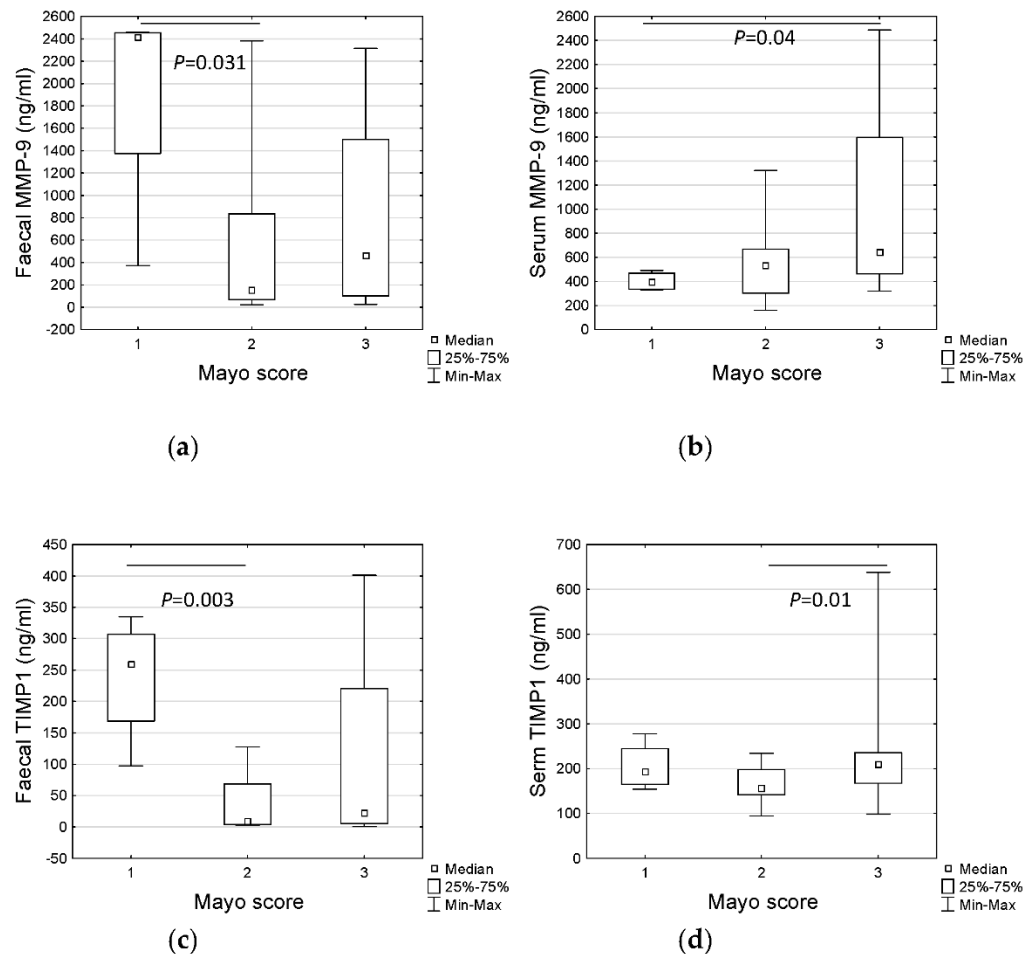 2600
2400
2200
2000
1800
1600
1400
1200
1000
800
600
400
200
0
-200
Faecal MMP-9 (ng/ml)
P=0.031
1 2 3
Mayo score
Median
25%-75%
Min-Max
(a)
2600
2400
2200
2000
1800
1600
1400
1200
1000
800
600
400
200
0
Serum MMP-9 (ng/ml)
P=0.04
1 2 3
Mayo score
Median
25%-75%
Min-Max
(b)
450
400
350
300
250
200
150
100
50
0
-50
Faecal TIMP1 (ng/ml)
P=0.003
1 2 3
Mayo score
Median
25%-75%
Min-Max
(c)
700
600
500
400
300
200
100
0
Serm TIMP1 (ng/ml)
P=0.01
1 2 3
Mayo score
Median
25%-75%
Min-Max
(d)